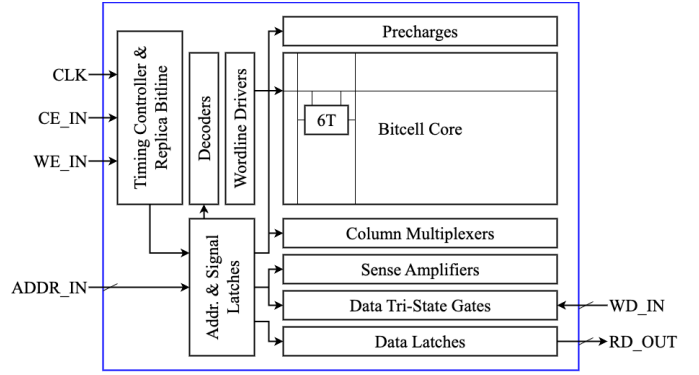 CLK
CE_IN
WE_IN
ADDR_IN
Timing Controller &
Replica Bitline
Decoders
Wordline Drivers
Addr. & Signal
Latches
Precharges
6T
Bitcell Core
Column Multiplexers
Sense Amplifiers
Data Tri-State Gates
Data Latches
WD_IN
RD_OUT